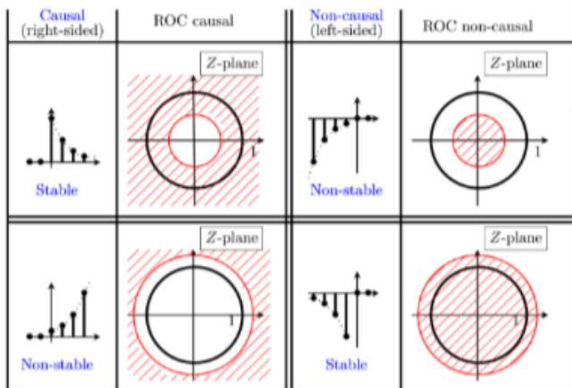 Causal
(right-sided)
ROC causal
Non-causal
(left-sided)
ROC non-causal
Z-plane
1
Stable
Z-plane
1
Non-stable
Z-plane
1
Non-stable
Z-plane
1
Stable